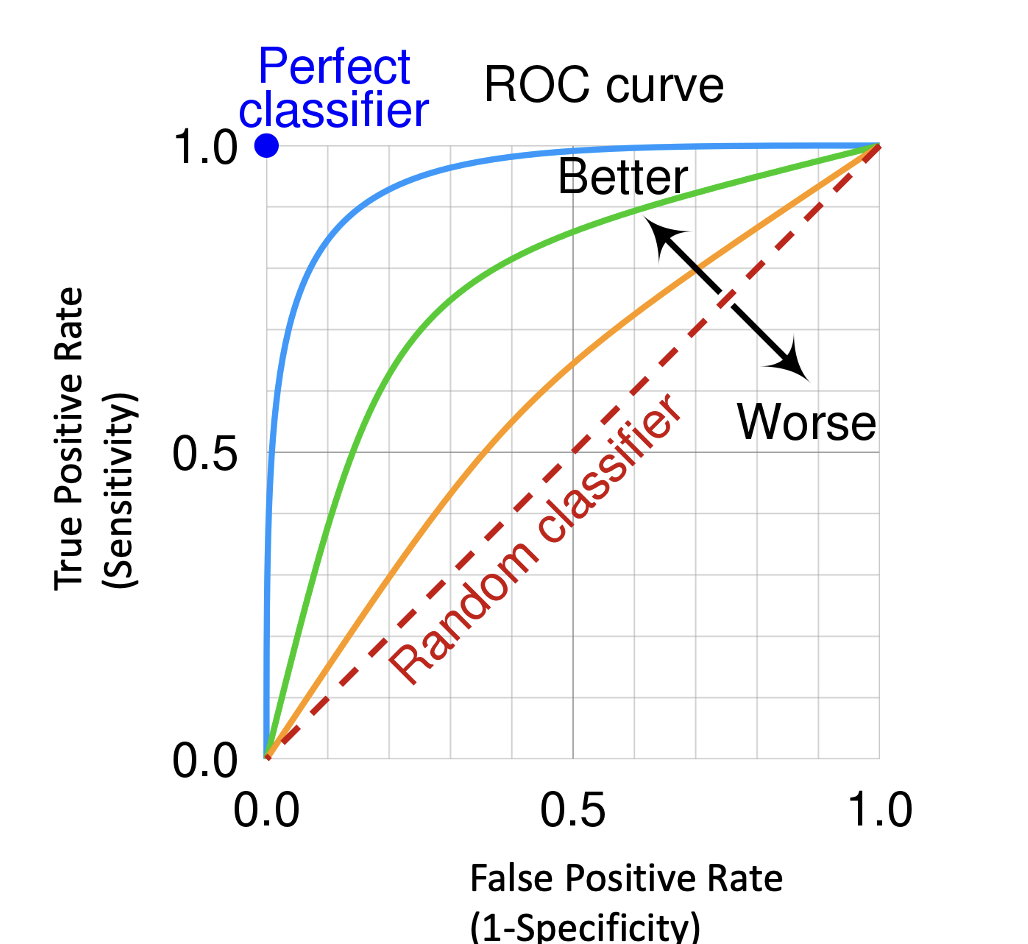 Perfect
classifier
ROC curve
1.0
Better
True Positive Rate
(Sensitivity)
0.5
Worse
Random classifier
0.0
0.0 0.5 1.0
False Positive Rate
(1-Specificity)